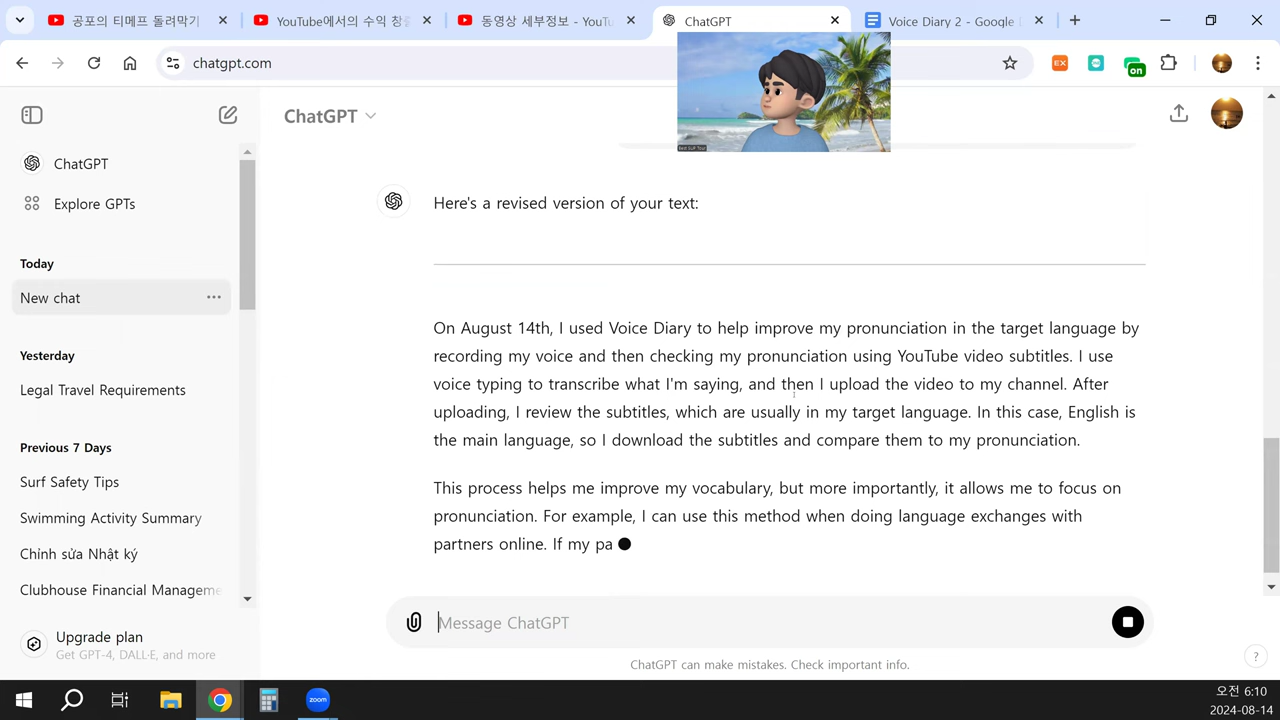 공포의 티메프 돌려막기
YouTube에서의 수익 창출
동영상 세부정보 - YouTu
ChatGPT
Voice Diary 2 - Google
chatgpt.com
EX
on
ChatGPT
ChatGPT
Explore GPTs
Today
New chat
Yesterday
Legal Travel Requirements
Previous 7 Days
Surf Safety Tips
Swimming Activity Summary
Chỉnh sửa Nhật ký
Clubhouse Financial Manageme
Upgrade plan
Get GPT-4, DALL·E, and more
Here's a revised version of your text:
On August 14th, I used Voice Diary to help improve my pronunciation in the target language by
recording my voice and then checking my pronunciation using YouTube video subtitles. I use
voice typing to transcribe what I'm saying, and then I upload the video to my channel. After
uploading, I review the subtitles, which are usually in my target language. In this case, English is
the main language, so I download the subtitles and compare them to my pronunciation.
This process helps me improve my vocabulary, but more importantly, it allows me to focus on
pronunciation. For example, I can use this method when doing language exchanges with
partners online. If my pa
Message ChatGPT
ChatGPT can make mistakes. Check important info.
?
zoom
오전 6:10
2024-08-14